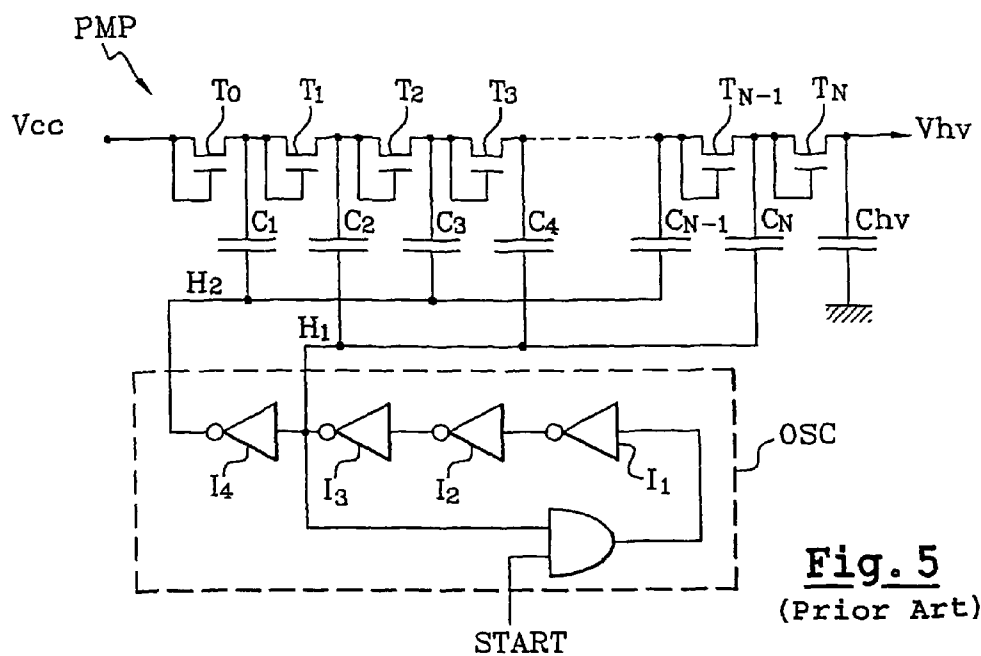 PMP
Vcc
T0
T1
T2
T3
TN-1
TN
Vhv
C1
C2
C3
C4
CN-1
CN
Chv
H2
H1
I4
I3
I2
I1
OSC
START
Fig. 5
(Prior Art)